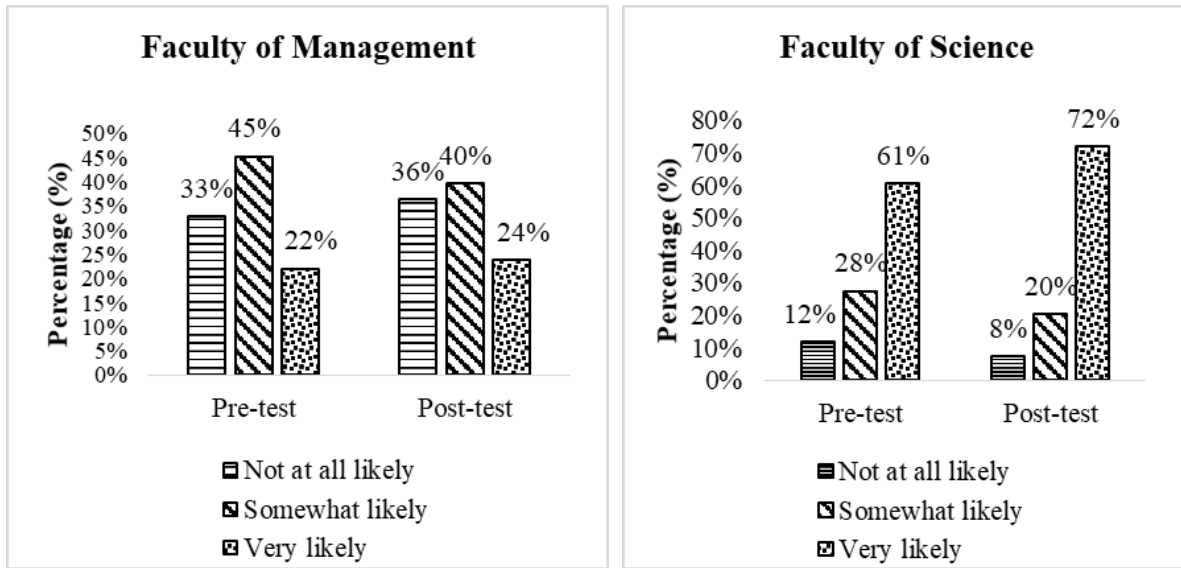 Faculty of Management
Percentage (%)
50%
45%
40%
35%
30%
25%
20%
15%
10%
5%
0%
33%
45%
22%
36%
40%
24%
Pre-test
Post-test
Not at all likely
Somewhat likely
Very likely
Faculty of Science
Percentage (%)
80%
70%
60%
50%
40%
30%
20%
10%
0%
12%
28%
61%
8%
20%
72%
Pre-test
Post-test
Not at all likely
Somewhat likely
Very likely